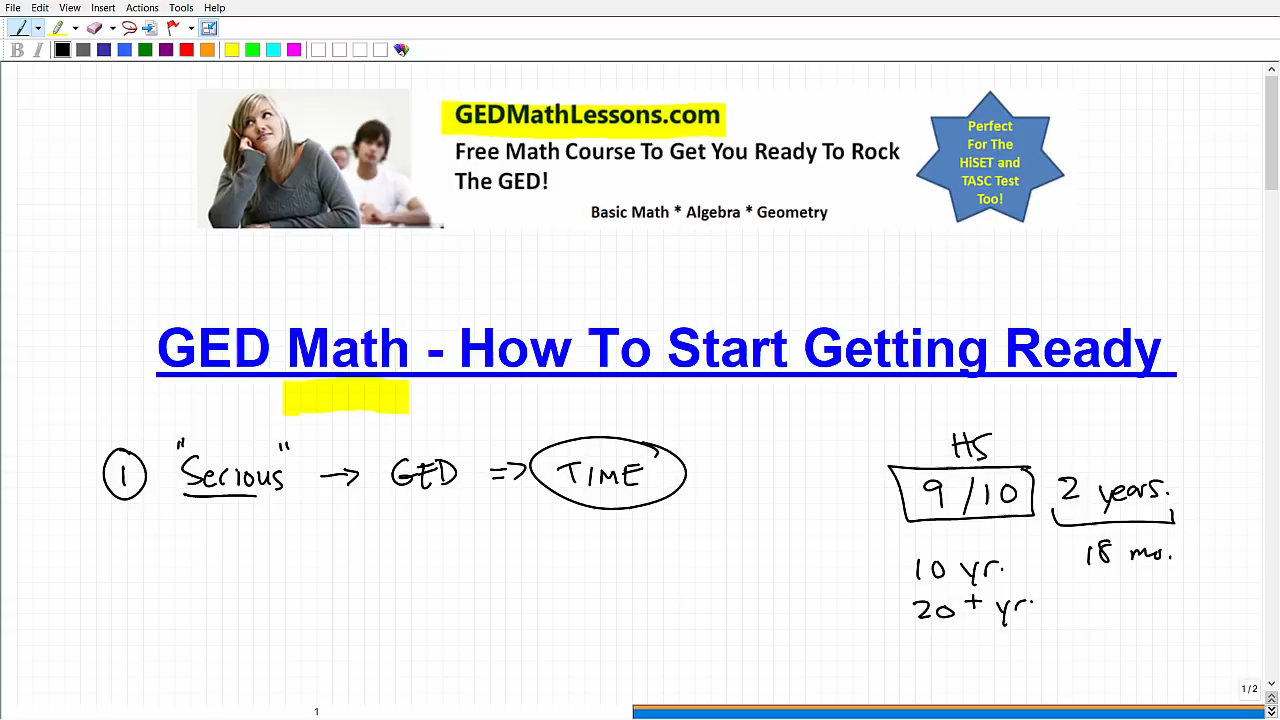 File Edit View Insert Actions Tools Help
B I
GEDMathLessons.com
Free Math Course To Get You Ready To Rock
The GED!
Basic Math * Algebra * Geometry
Perfect
For The
HiSET and
TASC Test
Too!
GED Math - How To Start Getting Ready
1 "Serious" → GED => TIME
HS
9 / 10 2 years.
18 mo.
10 yr.
20 + yr.
1/2
1